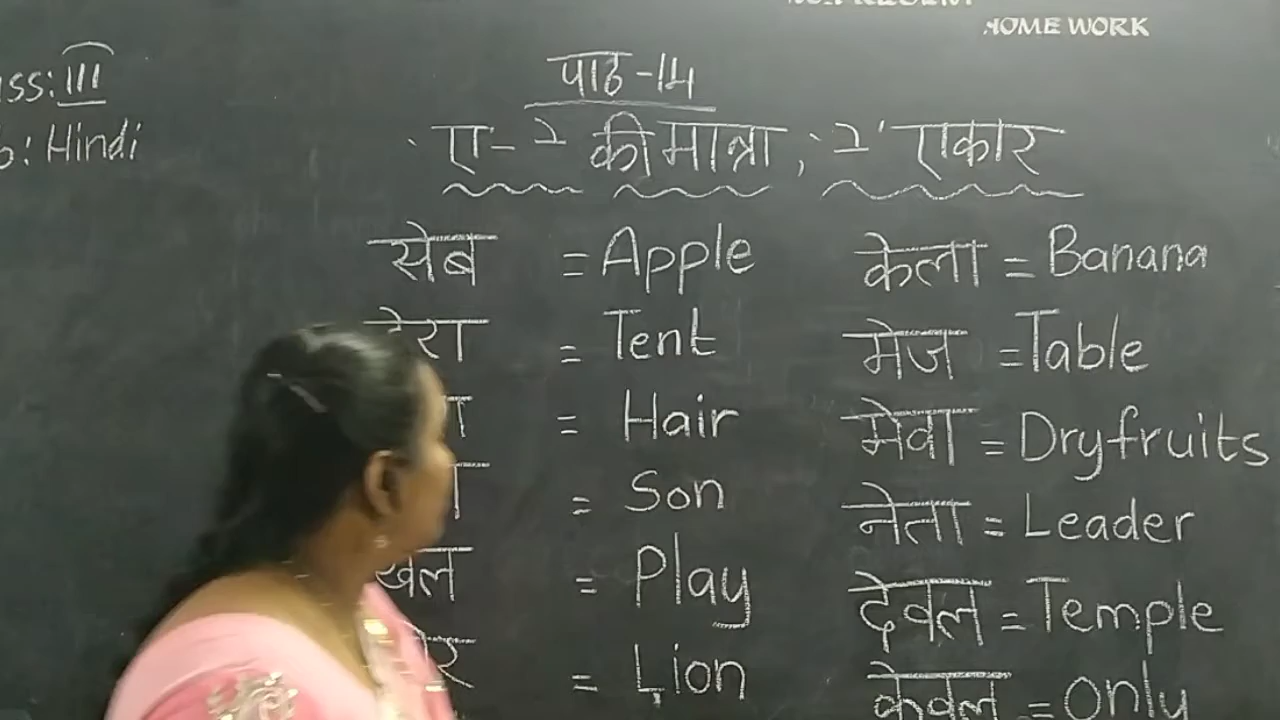 HOME WORK
ss: III
पाठ-14
: Hindi
ए- े की मात्रा, ' े' एकार
सेब = Apple
केला = Banana
रा = Tent
मेज = Table
= Hair
मेवा = Dryfruits
= Son
नेता = Leader
खेल = Play
देवल = Temple
र = Lion
केवल = Only